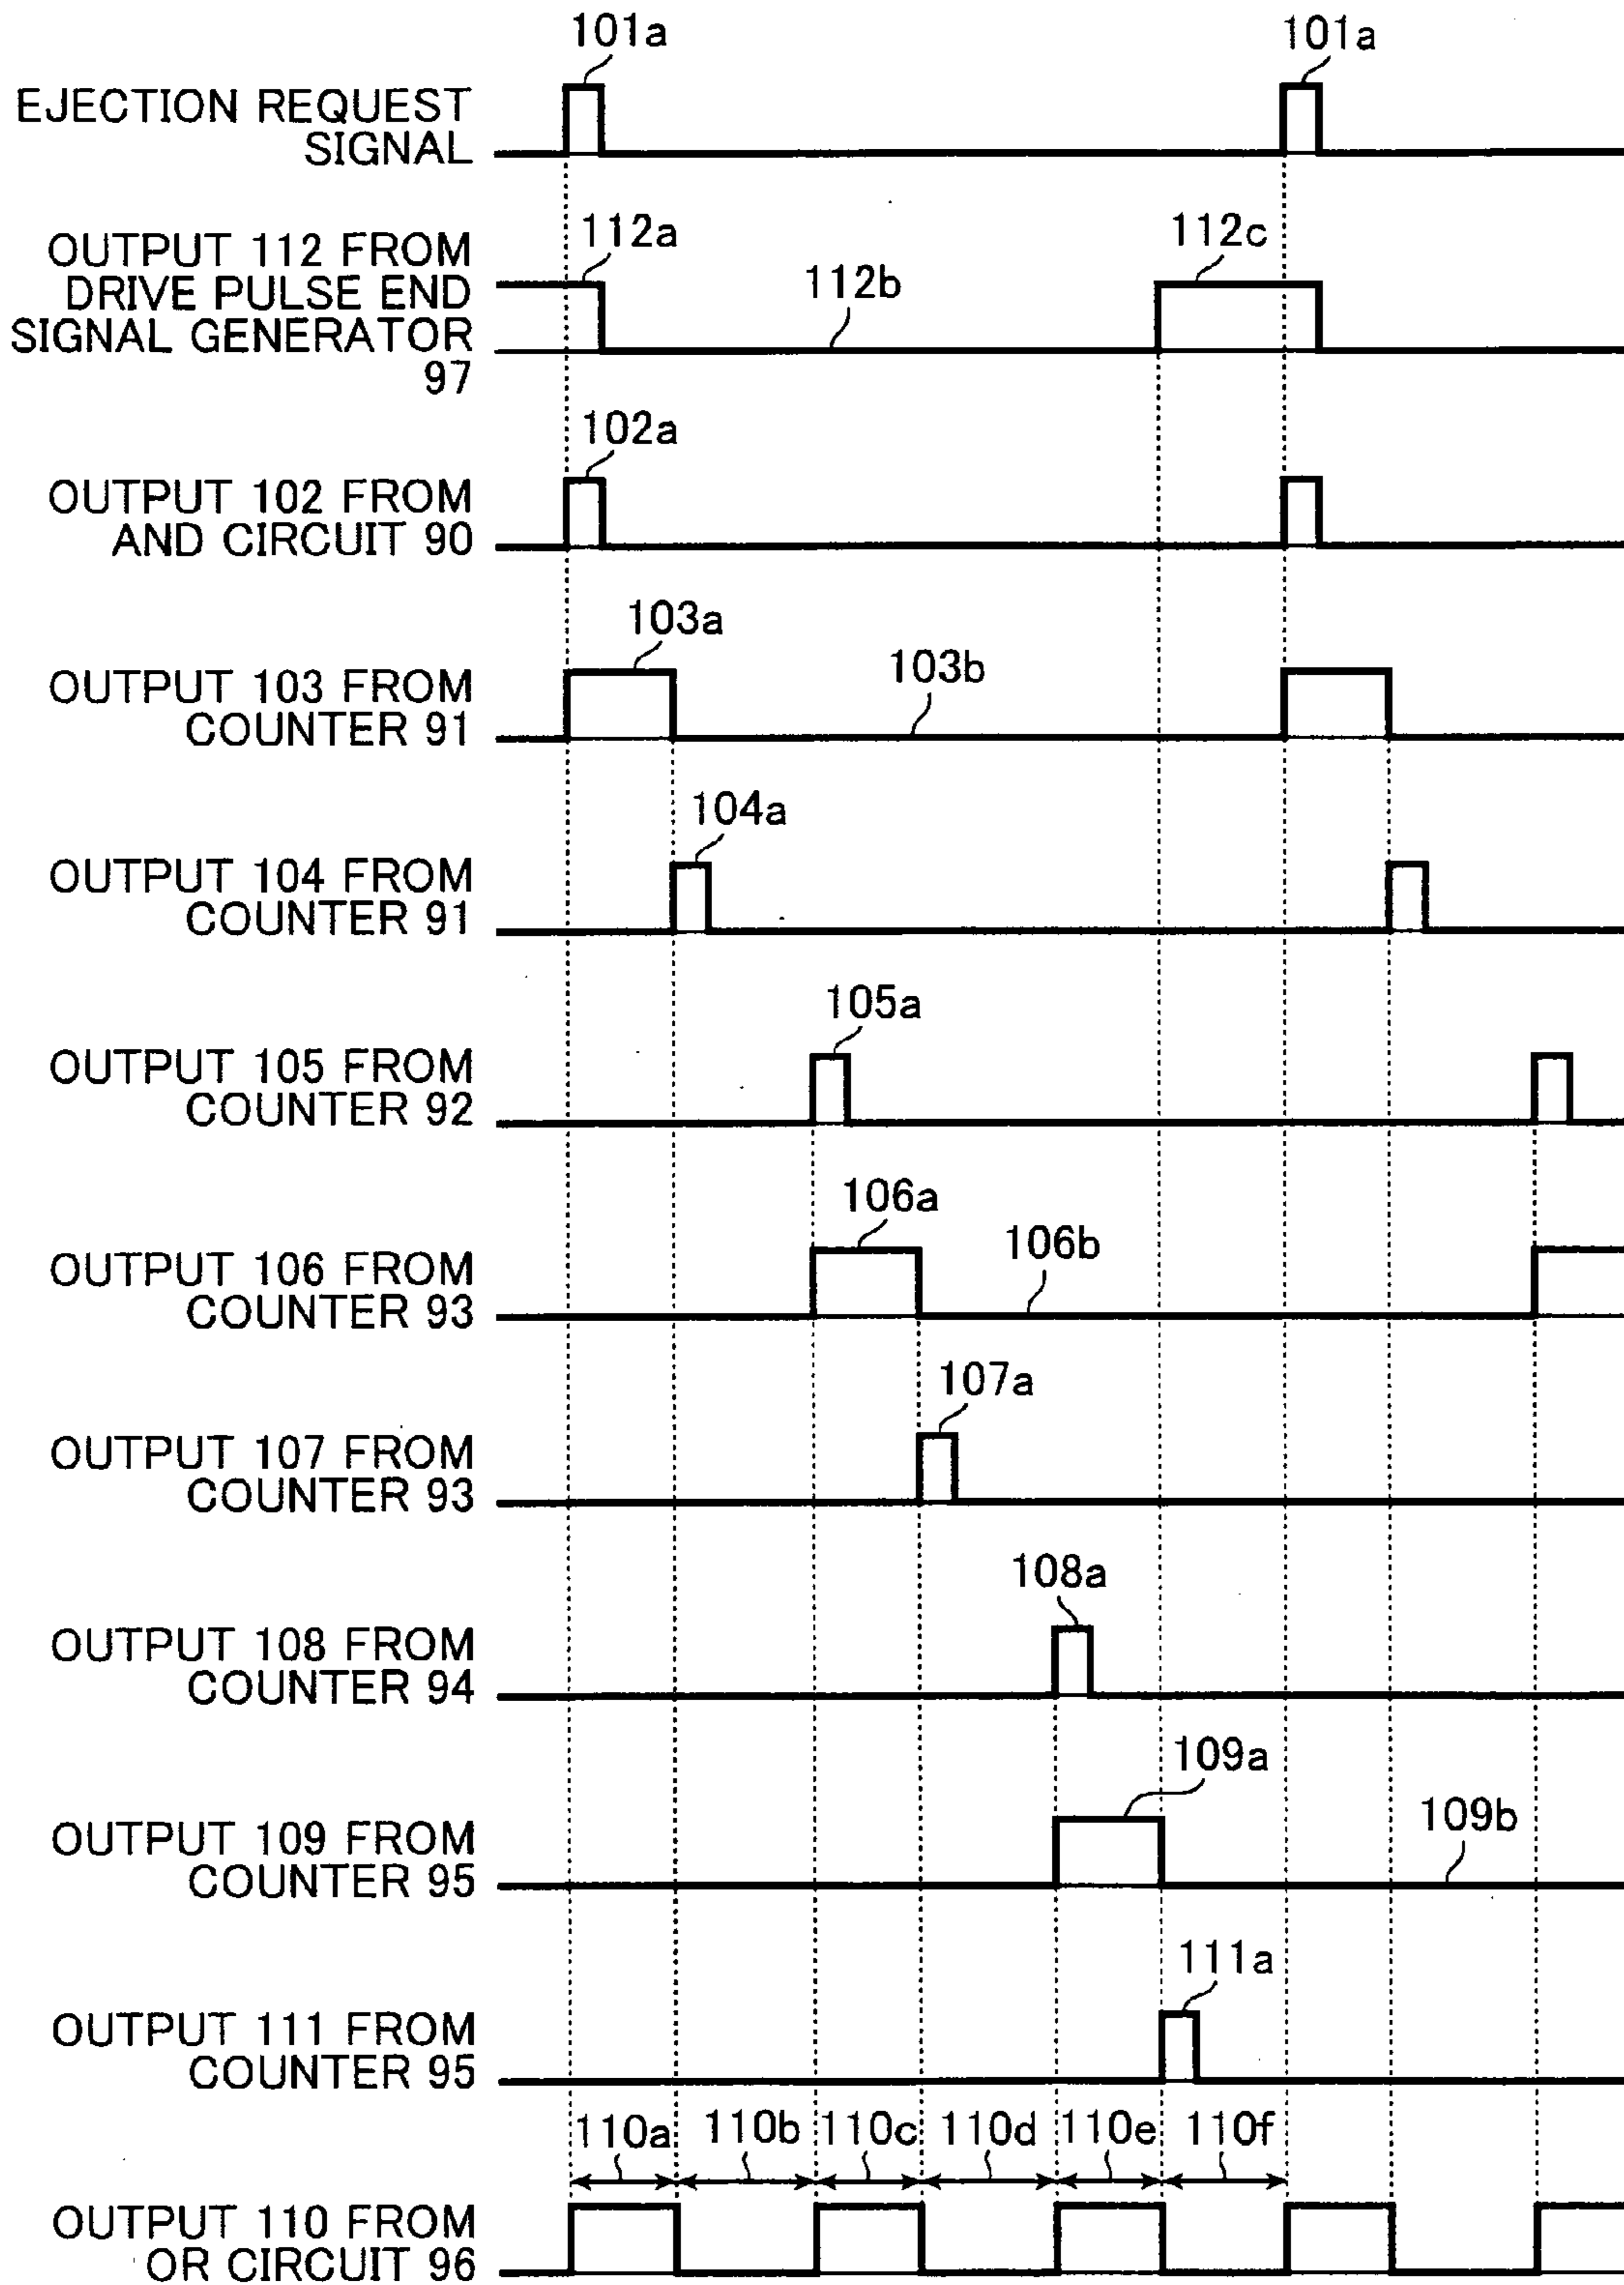 101a
101a
EJECTION REQUEST
SIGNAL
112a
112c
OUTPUT 112 FROM
DRIVE PULSE END
SIGNAL GENERATOR
97
112b
102a
OUTPUT 102 FROM
AND CIRCUIT 90
103a
103b
OUTPUT 103 FROM
COUNTER 91
104a
OUTPUT 104 FROM
COUNTER 91
105a
OUTPUT 105 FROM
COUNTER 92
106a
106b
OUTPUT 106 FROM
COUNTER 93
107a
OUTPUT 107 FROM
COUNTER 93
108a
OUTPUT 108 FROM
COUNTER 94
109a
109b
OUTPUT 109 FROM
COUNTER 95
111a
OUTPUT 111 FROM
COUNTER 95
110a 110b 110c 110d 110e 110f
OUTPUT 110 FROM
OR CIRCUIT 96